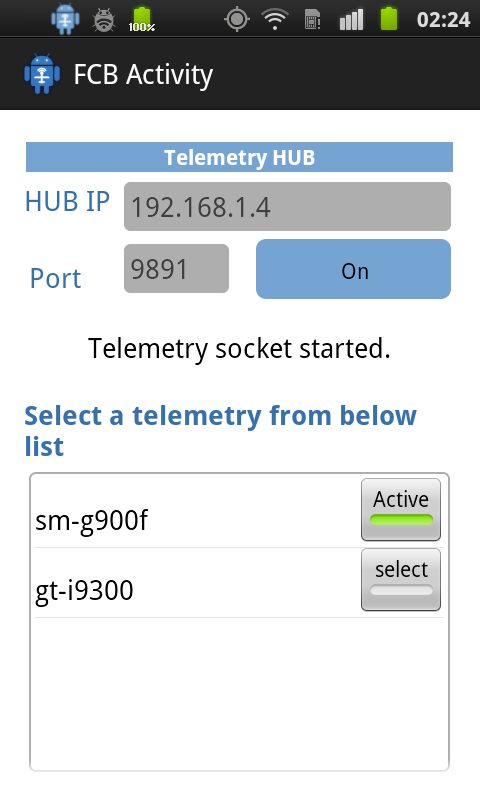 100%
02:24
FCB Activity
Telemetry HUB
HUB IP 192.168.1.4
Port 9891 On
Telemetry socket started.
Select a telemetry from below
list
Active
sm-g900f
select
gt-i9300